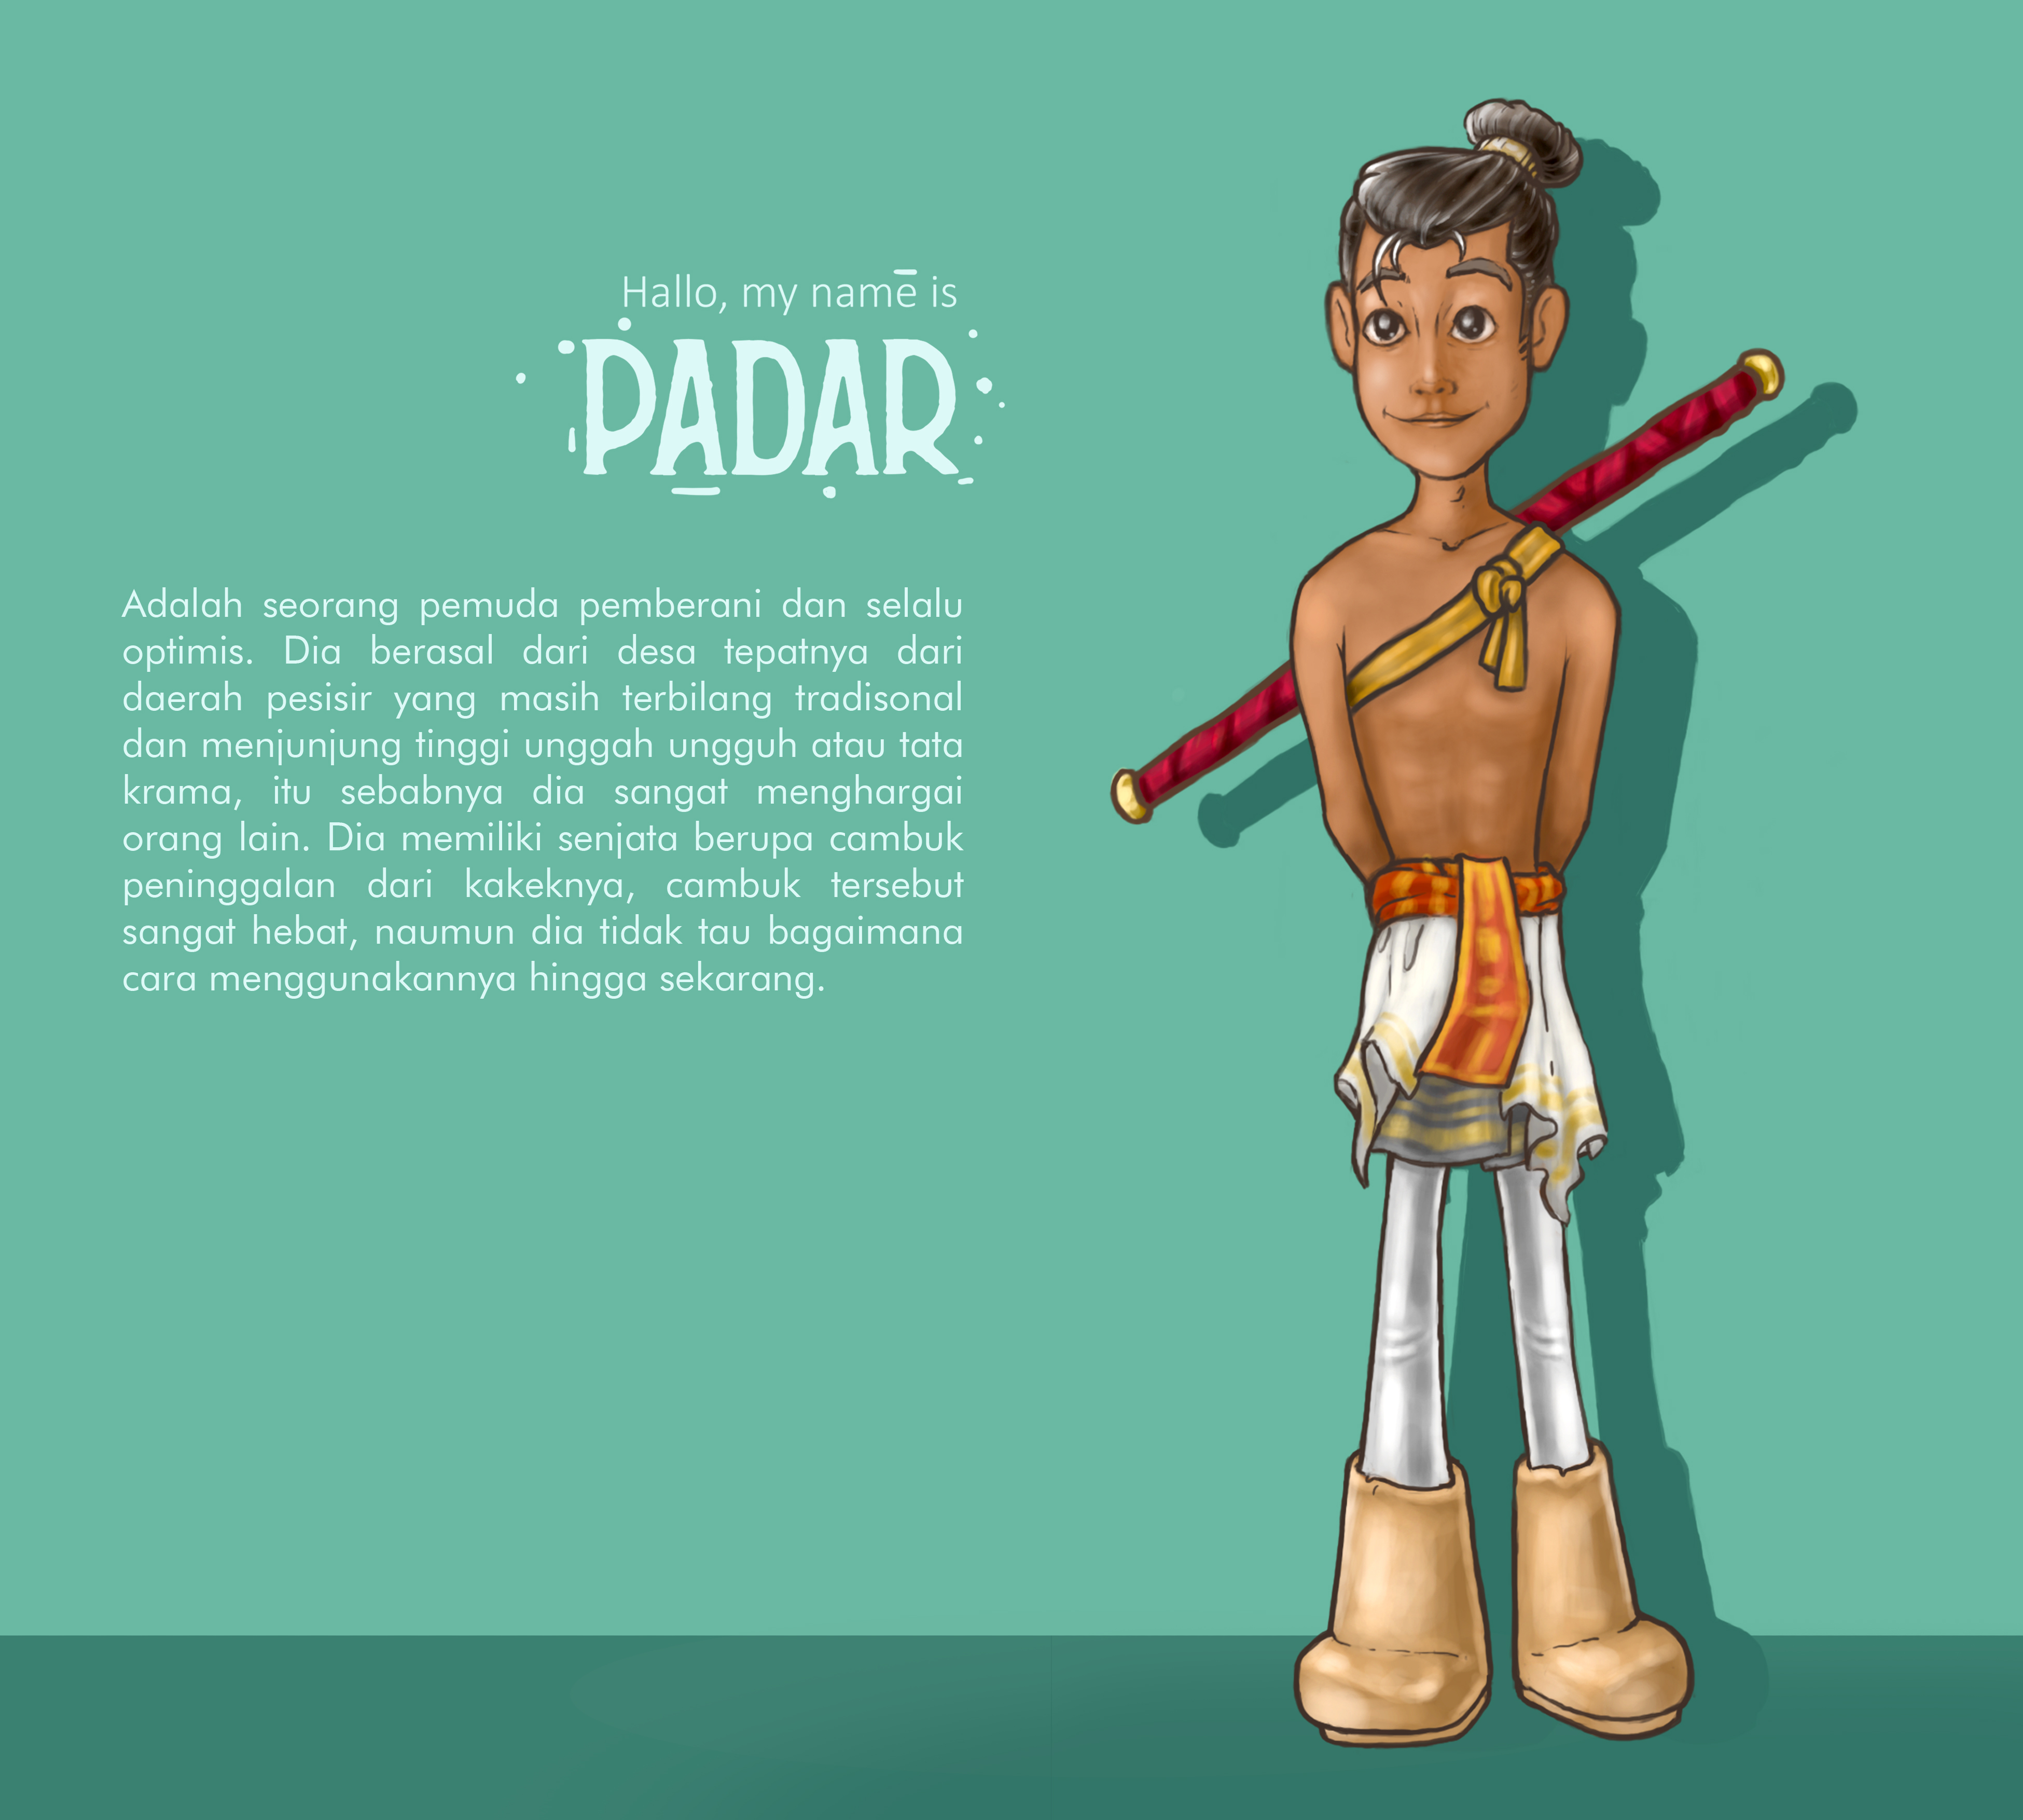 Hallo, my name is
PADAR
Adalah seorang pemuda pemberani dan selalu
optimis. Dia berasal dari desa tepatnya dari
daerah pesisir yang masih terbilang tradisonal
dan menjunjung tinggi unggah ungguh atau tata
krama, itu sebabnya dia sangat menghargai
orang lain. Dia memiliki senjata berupa cambuk
peninggalan dari kakeknya, cambuk tersebut
sangat hebat, naumun dia tidak tau bagaimana
cara menggunakannya hingga sekarang.